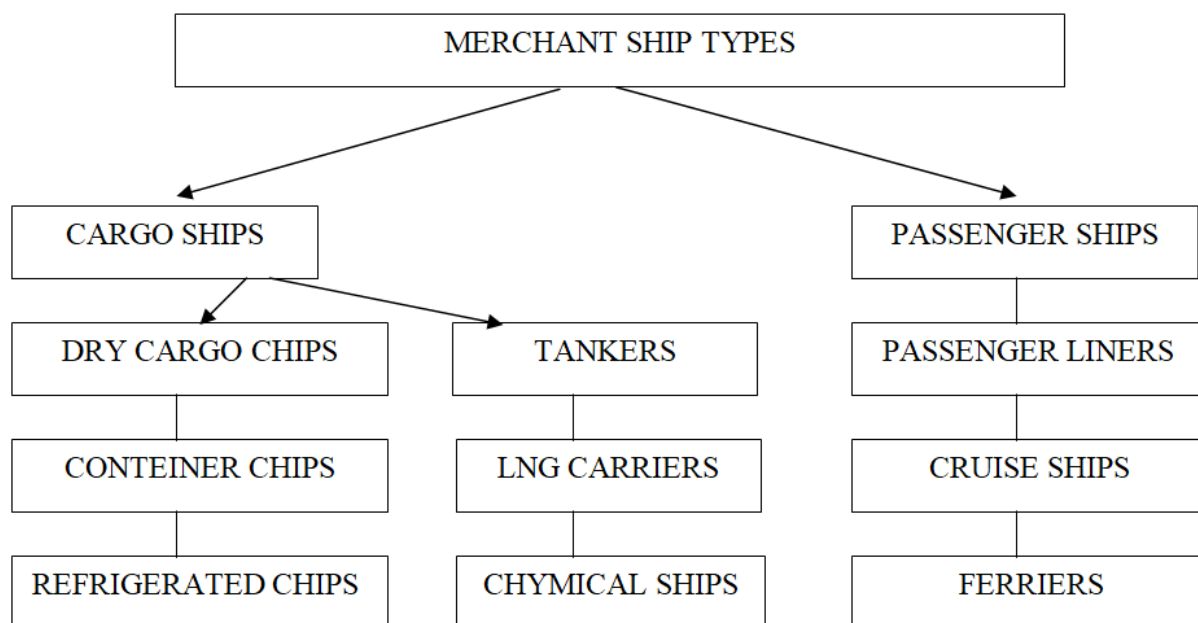 MERCHANT SHIP TYPES
CARGO SHIPS
PASSENGER SHIPS
DRY CARGO CHIPS
TANKERS
PASSENGER LINERS
CONTEINER CHIPS
LNG CARRIERS
CRUISE SHIPS
REFRIGERATED CHIPS
CHYMICAL SHIPS
FERRIERS